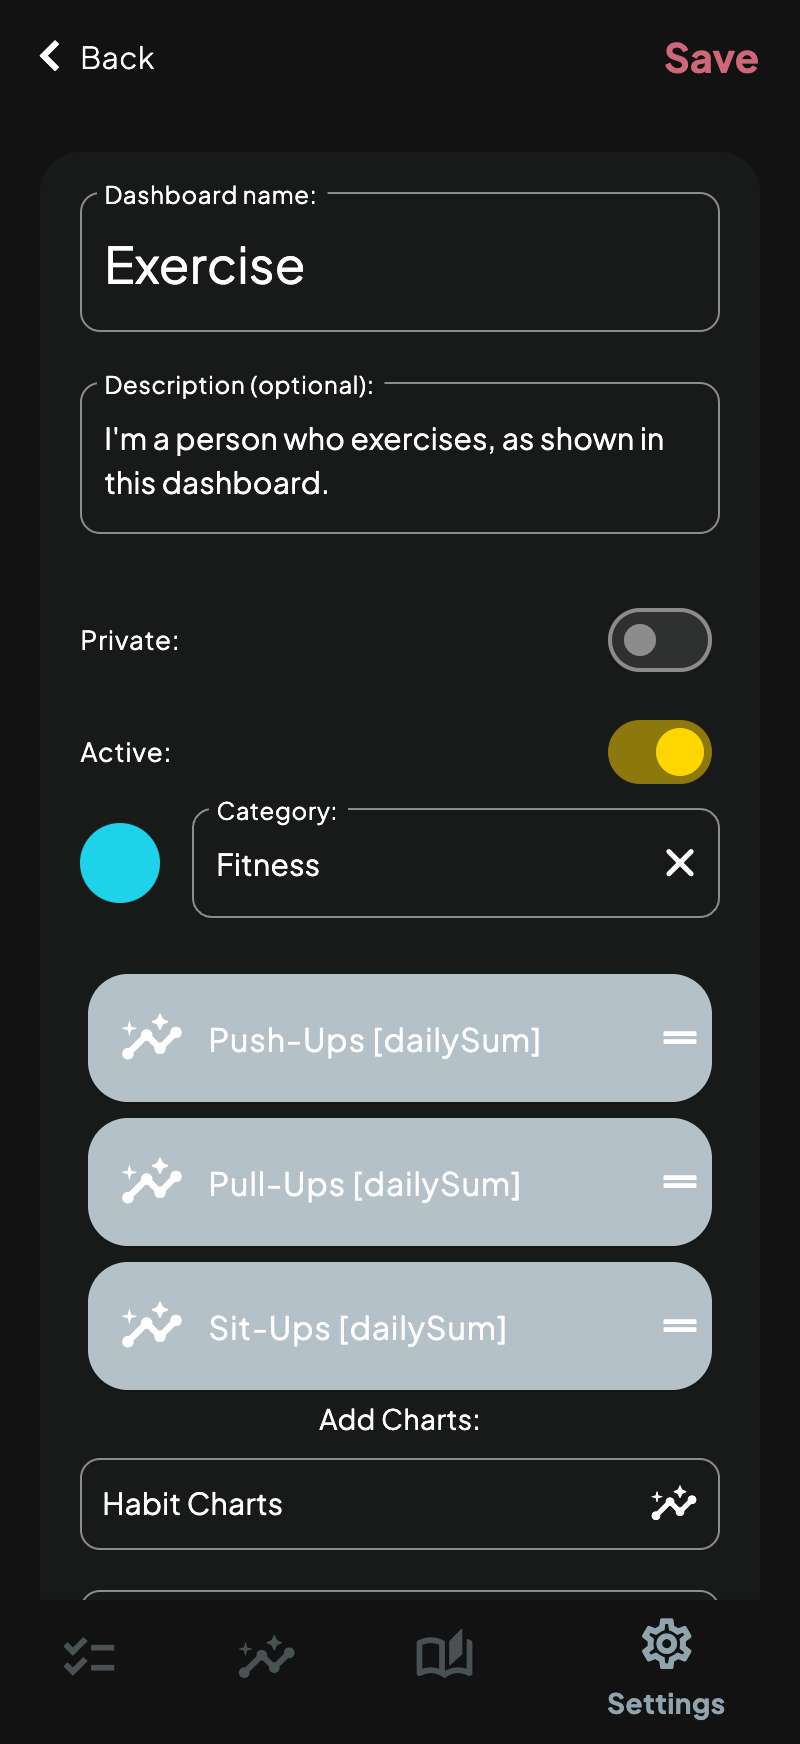 Back
Save
Dashboard name:
Exercise
Description (optional):
I'm a person who exercises, as shown in
this dashboard.
Private:
Active:
Category:
Fitness
Push-Ups [dailySum]
Pull-Ups [dailySum]
Sit-Ups [dailySum]
Add Charts:
Habit Charts
Settings